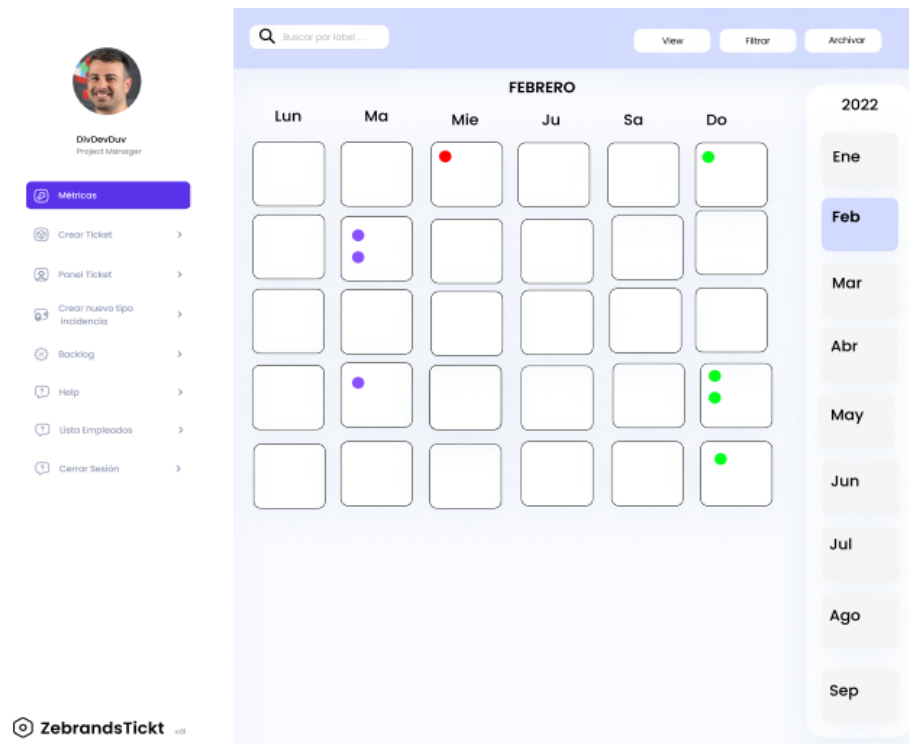 Buscar por label ....
View
Filtrar
Archivar
DlvDevDuv
Project Manager
Métricas
Crear Ticket
Panel Ticket
Crear nuevo tipo
incidencia
Backlog
Help
Lista Empleados
Cerrar Sesión
ZebrandsTickt
v.01
FEBRERO
Lun
Ma
Mie
Ju
Sa
Do
2022
Ene
Feb
Mar
Abr
May
Jun
Jul
Ago
Sep